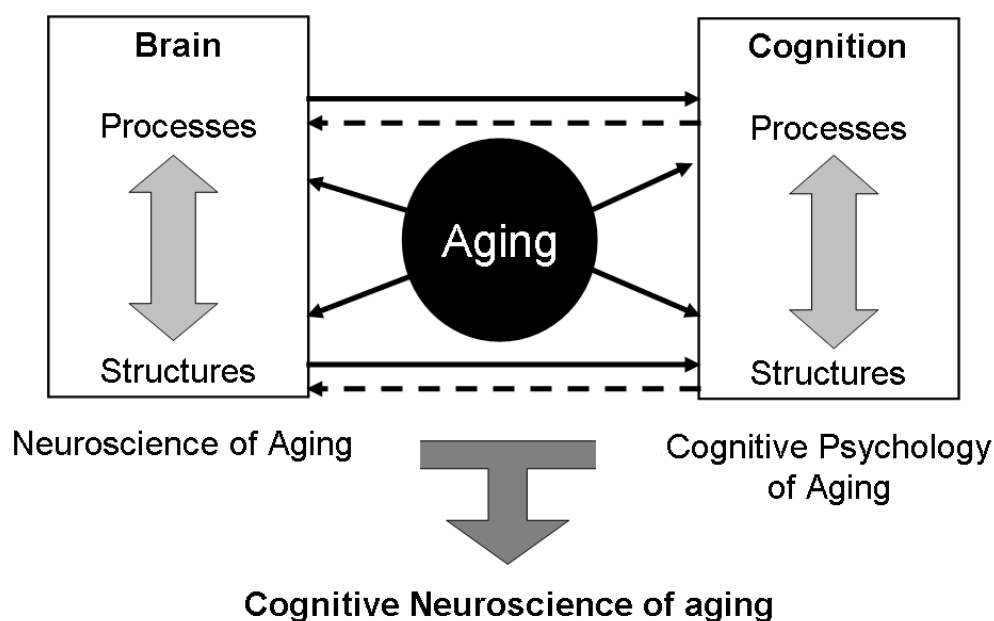 Brain
Processes
Structures
Aging
Cognition
Processes
Structures
Neuroscience of Aging
Cognitive Psychology
of Aging
Cognitive Neuroscience of aging